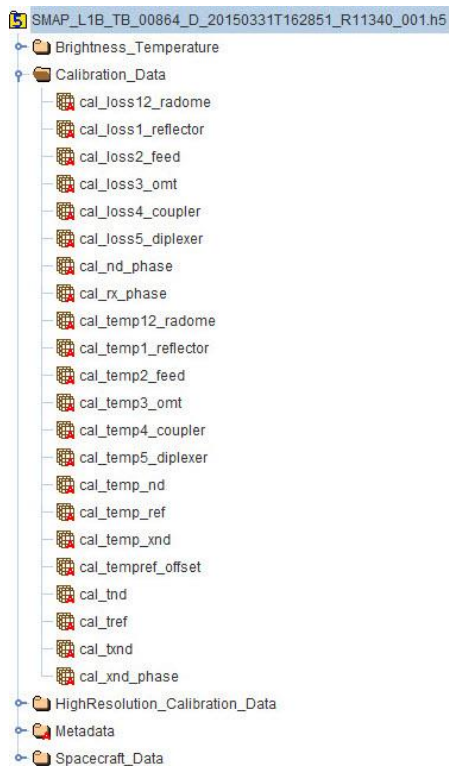 SMAP_L1B_TB_00864_D_20150331T162851_R11340_001.h5
Brightness_Temperature
Calibration_Data
cal_loss12_radome
cal_loss1_reflector
cal_loss2_feed
cal_loss3_omt
cal_loss4_coupler
cal_loss5_diplexer
cal_nd_phase
cal_rx_phase
cal_temp12_radome
cal_temp1_reflector
cal_temp2_feed
cal_temp3_omt
cal_temp4_coupler
cal_temp5_diplexer
cal_temp_nd
cal_temp_ref
cal_temp_xnd
cal_tempref_offset
cal_tnd
cal_tref
cal_txnd
cal_xnd_phase
HighResolution_Calibration_Data
Metadata
Spacecraft_Data